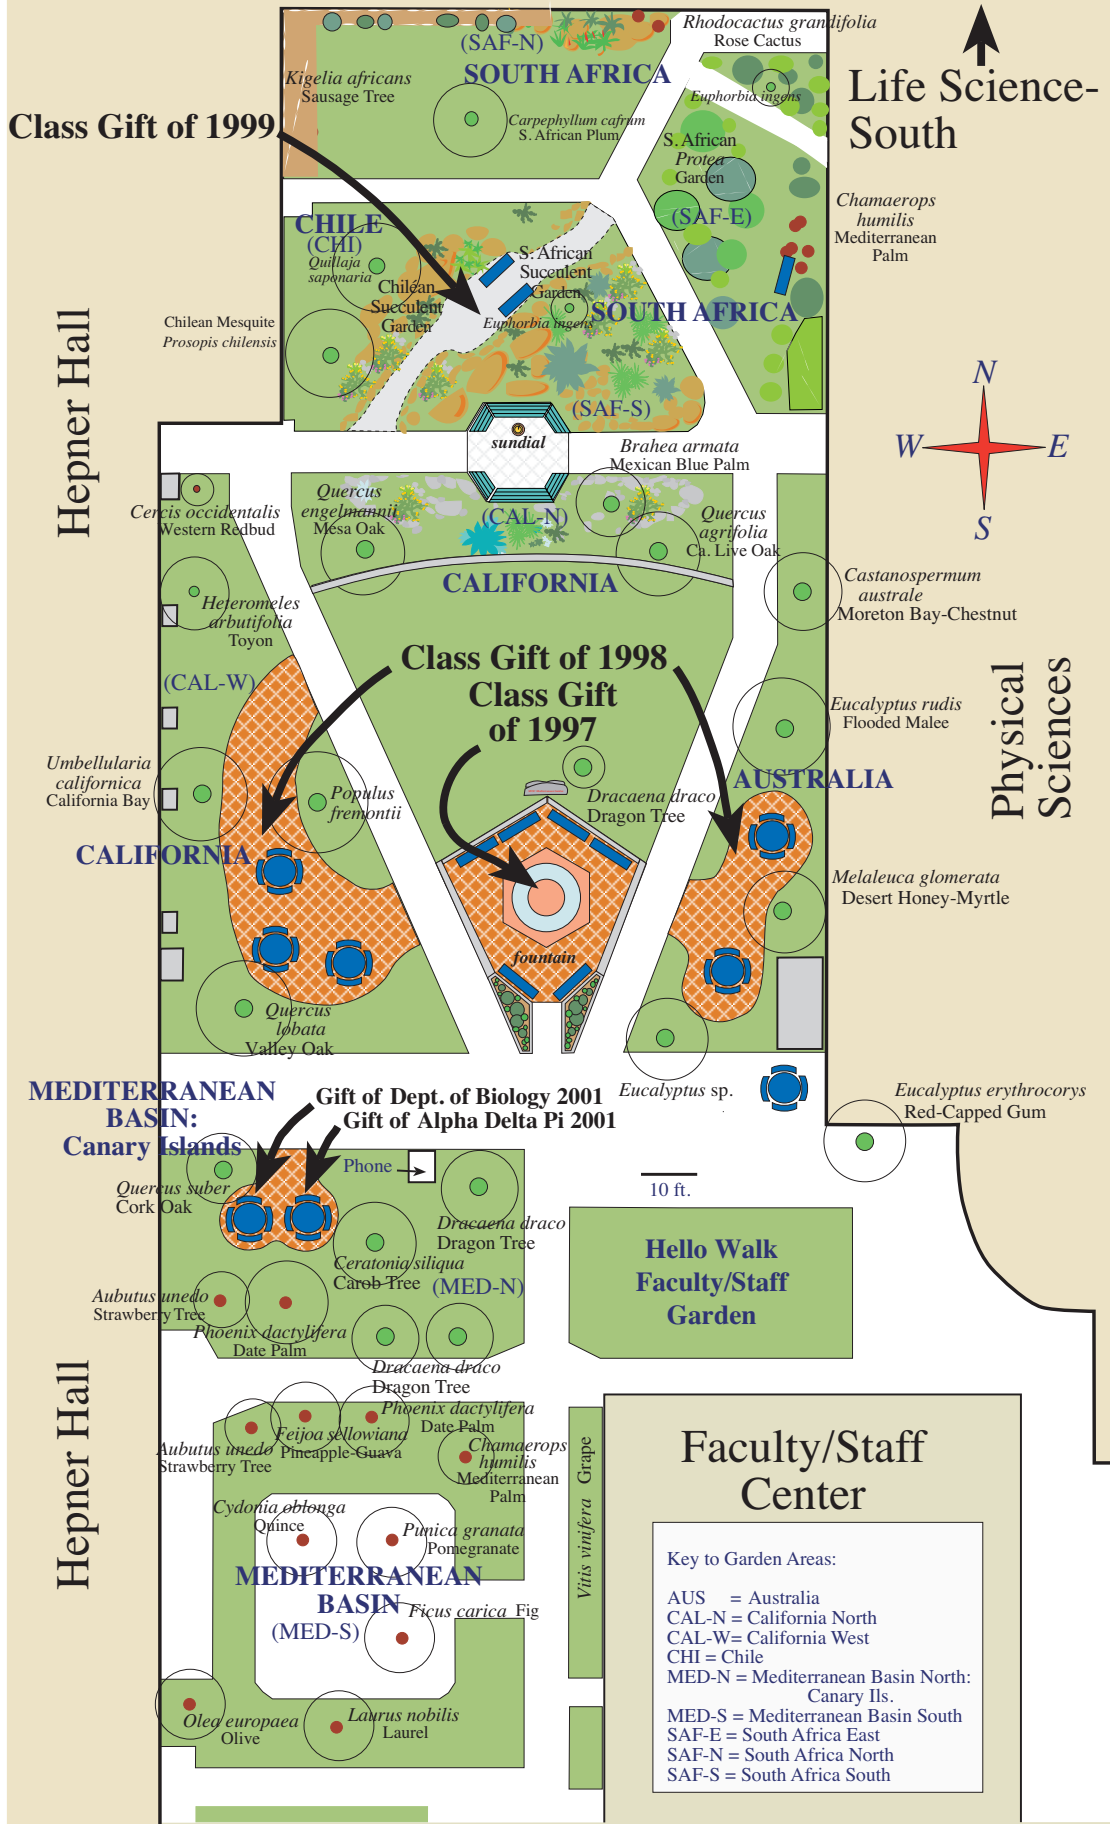 Rhodocactus grandifolia
Rose Cactus
(SAF-N)
SOUTH AFRICA
Kigelia africans
Sausage Tree
Euphorbia ingens
Life Science-
South
Class Gift of 1999
Carpephyllum cafrum
S. African Plum
S. African
Protea
Garden
(SAF-E)
Chamaerops
humilis
Mediterranean
Palm
CHILE
(CHI)
Quillaja
saponaria
Chilean
Succulent
Garden
S. African
Succulent
Garden
Euphorbia ingens
SOUTH AFRICA
Chilean Mesquite
Prosopis chilensis
Hepner Hall
(SAF-S)
sundial
Brahea armata
Mexican Blue Palm
N
W
E
S
Cercis occidentalis
Western Redbud
Quercus
engelmannii
Mesa Oak
(CAL-N)
Quercus
agrifolia
Ca. Live Oak
CALIFORNIA
Castanospermum
australe
Moreton Bay-Chestnut
Heteromeles
arbutifolia
Toyon
(CAL-W)
Class Gift of 1998
Class Gift
of 1997
Physical
Sciences
Eucalyptus rudis
Flooded Malee
Umbellularia
californica
California Bay
Populus
fremontii
Dracaena draco
Dragon Tree
AUSTRALIA
CALIFORNIA
Melaleuca glomerata
Desert Honey-Myrtle
fountain
Quercus
lobata
Valley Oak
MEDITERRANEAN
BASIN:
Canary Islands
Gift of Dept. of Biology 2001
Gift of Alpha Delta Pi 2001
Eucalyptus sp.
Eucalyptus erythrocorys
Red-Capped Gum
Phone
10 ft.
Quercus suber
Cork Oak
Dracaena draco
Dragon Tree
Ceratonia siliqua
Carob Tree
(MED-N)
Hello Walk
Faculty/Staff
Garden
Aubutus unedo
Strawberry Tree
Phoenix dactylifera
Date Palm
Dracaena draco
Dragon Tree
Hepner Hall
Phoenix dactylifera
Date Palm
Feijoa sellowiana
Pineapple-Guava
Aubutus unedo
Strawberry Tree
Chamaerops
humilis
Mediterranean
Palm
Vitis vinifera Grape
Faculty/Staff
Center
Cydonia oblonga
Quince
Punica granata
Pomegranate
MEDITERRANEAN
BASIN
(MED-S)
Ficus carica Fig
Olea europaea
Olive
Laurus nobilis
Laurel
Key to Garden Areas:
AUS = Australia
CAL-N = California North
CAL-W= California West
CHI = Chile
MED-N = Mediterranean Basin North:
Canary Ils.
MED-S = Mediterranean Basin South
SAF-E = South Africa East
SAF-N = South Africa North
SAF-S = South Africa South